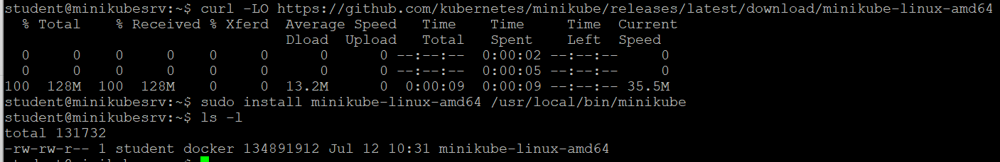 student@minikubesrv:~$ curl -LO https://github.com/kubernetes/minikube/releases/latest/download/minikube-linux-amd64
% Total % Received % Xferd Average Speed Time Time Time Current
Dload Upload Total Spent Left Speed
0 0 0 0 0 0 0 0 --:--:-- 0:00:02 --:--:-- 0
0 0 0 0 0 0 0 0 --:--:-- 0:00:05 --:--:-- 0
100 128M 100 128M 0 0 13.2M 0 0:00:09 0:00:09 --:--:-- 35.5M
student@minikubesrv:~$ sudo install minikube-linux-amd64 /usr/local/bin/minikube
student@minikubesrv:~$ ls -l
total 131732
-rw-rw-r-- 1 student docker 134891912 Jul 12 10:31 minikube-linux-amd64